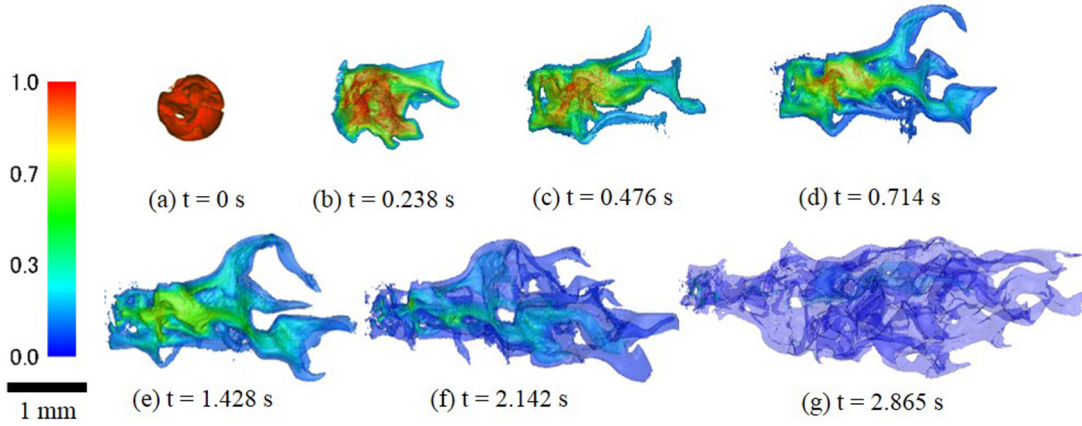 1.0
0.7
0.3
0.0
1 mm
(a) t = 0 s
(b) t = 0.238 s
(c) t = 0.476 s
(d) t = 0.714 s
(e) t = 1.428 s
(f) t = 2.142 s
(g) t = 2.865 s